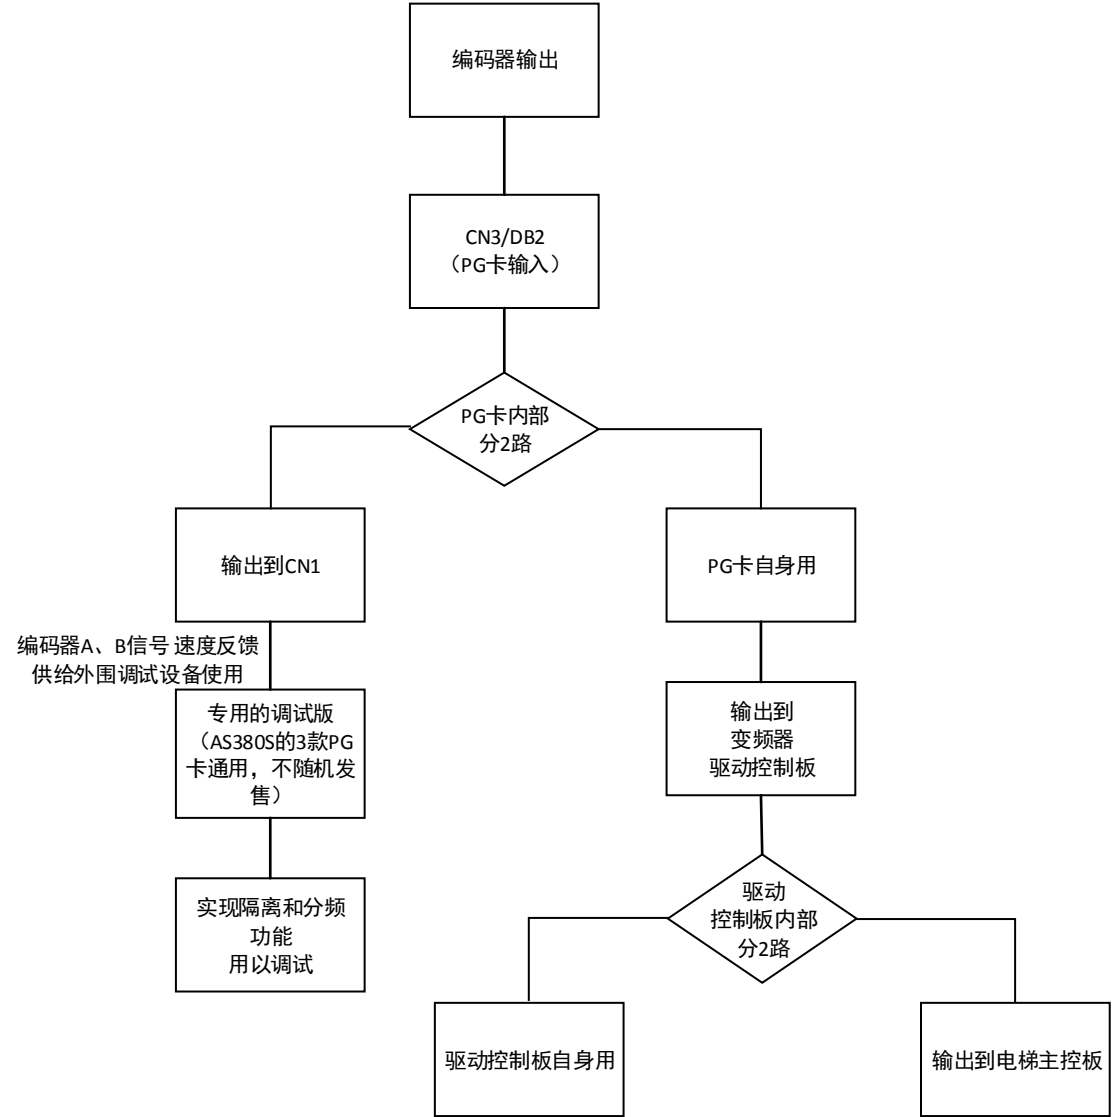 编码器输出
CN3/DB2
（PG卡输入）
PG卡内部
分2路
输出到CN1
PG卡自身用
编码器A、B信号 速度反馈
供给外围调试设备使用
专用的调试版
（AS380S的3款PG
卡通用，不随机发
售）
输出到
变频器
驱动控制板
实现隔离和分频
功能
用以调试
驱动
控制板内部
分2路
驱动控制板自身用
输出到电梯主控板